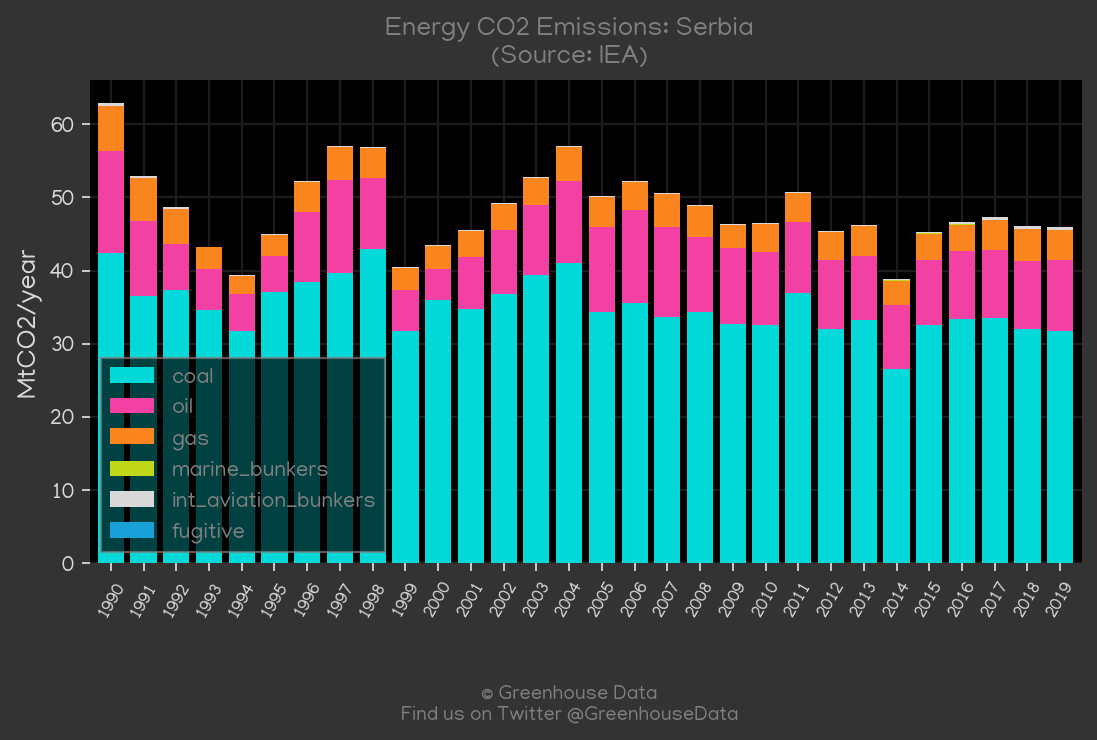 Energy CO2 Emissions: Serbia
(Source: IEA)
MtCO2/year
60
50
40
30
20
10
0
coal
oil
gas
marine_bunkers
int_aviation_bunkers
fugitive
1990 1991 1992 1993 1994 1995 1996 1997 1998 1999 2000 2001 2002 2003 2004 2005 2006 2007 2008 2009 2010 2011 2012 2013 2014 2015 2016 2017 2018 2019
© Greenhouse Data
Find us on Twitter @GreenhouseData